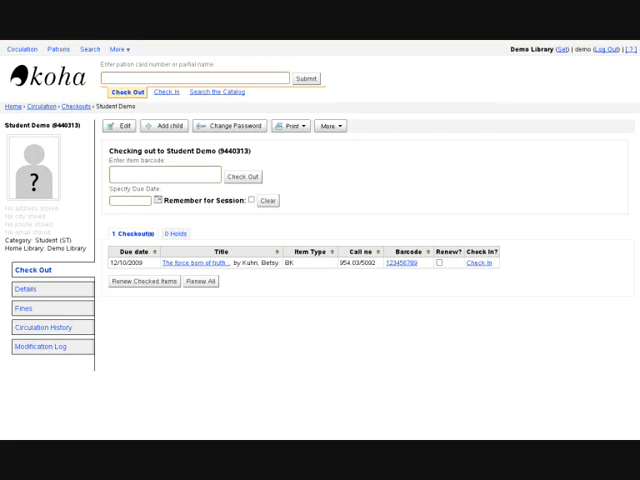 Circulation Patrons Search More Demo Library (Set) | demo (Log Out) | [ ? ]
koha
Enter patron card number or partial name
Submit
Check Out Check In Search the Catalog
Home › Circulation › Checkouts › Student Demo
Student Demo (9440313)
Edit Add child Change Password Print More
?
No address stored.
No city stored.
No phone stored.
No email stored.
Category: Student (ST)
Home Library: Demo Library
Checking out to Student Demo (9440313)
Enter item barcode:
Check Out
Specify Due Date:
Remember for Session: Clear
Check Out
Details
Fines
Circulation History
Modification Log
1 Checkout(s) 0 Holds
Due date Title Item Type Call no Barcode Renew? Check In?
12/10/2009 The force born of truth : , by Kuhn, Betsy. BK 954.03/5092 123456789 Check In
Renew Checked Items Renew All